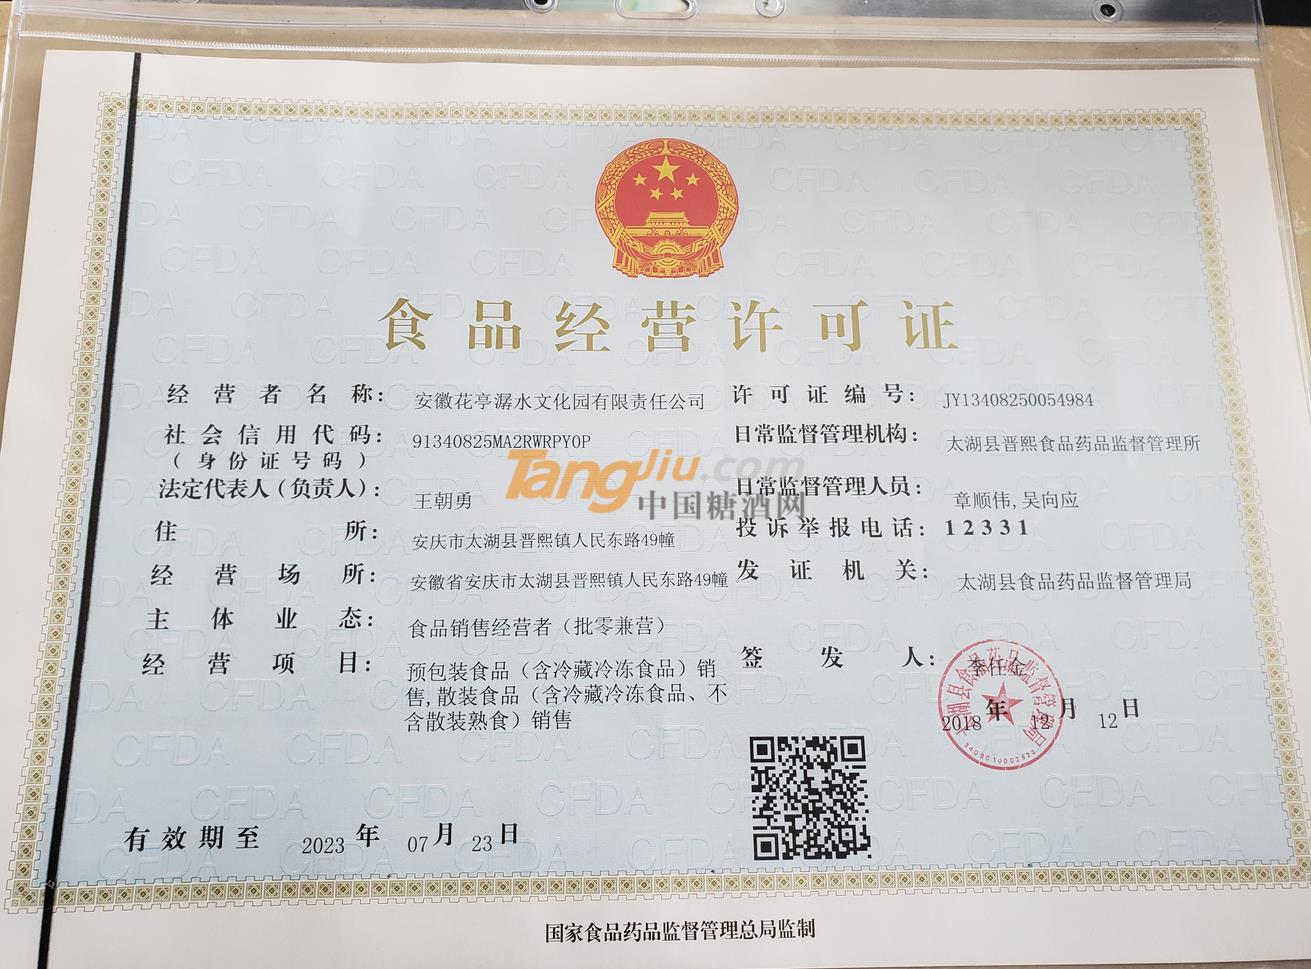 食品经营许可证
经营者名称：安徽花亭潺水文化园有限责任公司
许可证编号：JY13408250054984
社会信用代码：91340825MA2RWRPY0P
（身份证号码）
日常监督管理机构：太湖县晋熙食品药品监督管理所
法定代表人（负责人）：王朝勇
日常监督管理人员：章顺伟,吴向应
住所：安庆市太湖县晋熙镇人民东路49幢
投诉举报电话：12331
经营场所：安徽省安庆市太湖县晋熙镇人民东路49幢
发证机关：太湖县食品药品监督管理局
主体业态：食品销售经营者（批零兼营）
经营项目：预包装食品（含冷藏冷冻食品）销
售,散装食品（含冷藏冷冻食品、不
含散装熟食）销售
签发人：
太湖县食品药品监督管理局
2018年12月12日
有效期至 2023年07月23日
国家食品药品监督管理总局监制
TangJiu.com
中国糖酒网
CFDA